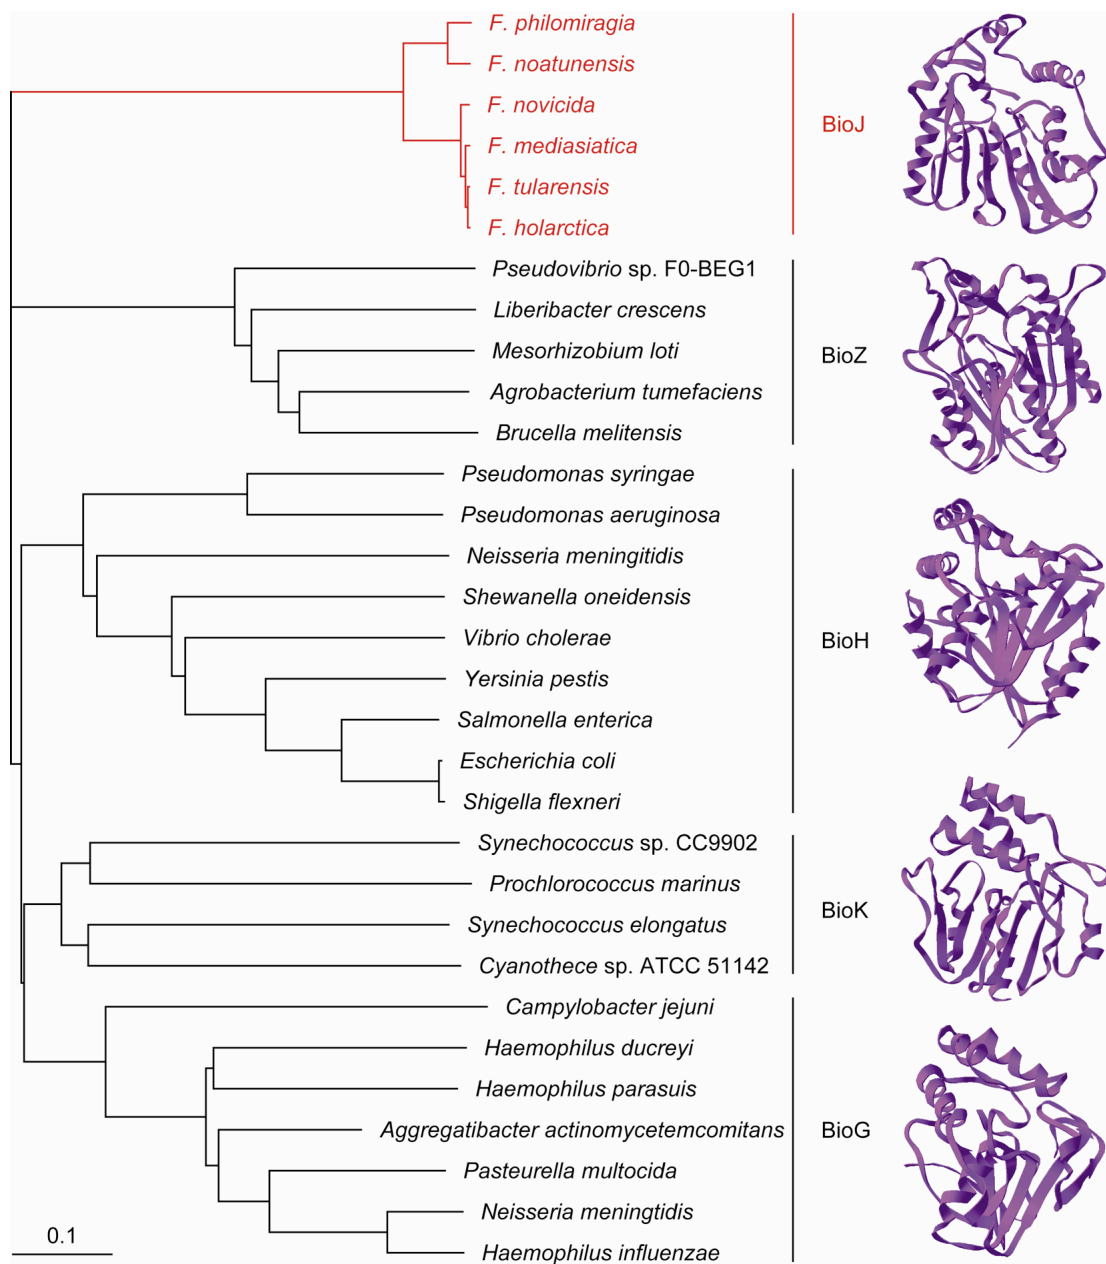 F. philomiragia
F. noatunensis
F. novicida
F. mediasiatica
F. tularensis
F. holarctica
BioJ
Pseudovibrio sp. F0-BEG1
Liberibacter crescens
Mesorhizobium loti
Agrobacterium tumefaciens
Brucella melitensis
BioZ
Pseudomonas syringae
Pseudomonas aeruginosa
Neisseria meningitidis
Shewanella oneidensis
Vibrio cholerae
Yersinia pestis
Salmonella enterica
Escherichia coli
Shigella flexneri
BioH
Synechococcus sp. CC9902
Prochlorococcus marinus
Synechococcus elongatus
Cyanothece sp. ATCC 51142
BioK
Campylobacter jejuni
Haemophilus ducreyi
Haemophilus parasuis
Aggregatibacter actinomycetemcomitans
Pasteurella multocida
Neisseria meningtidis
Haemophilus influenzae
BioG
0.1